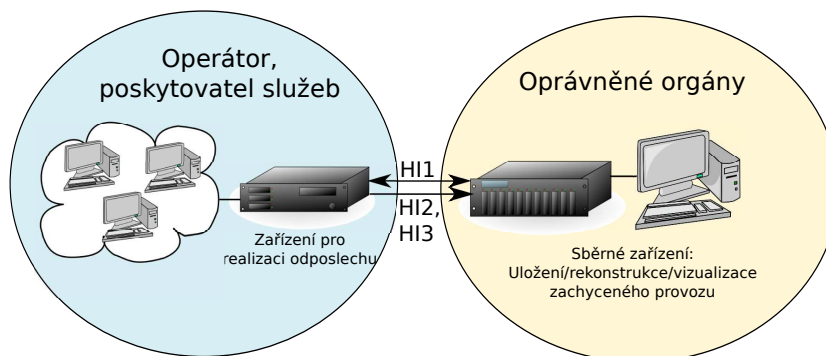 Operátor,
poskytovatel služeb
Oprávněné orgány
HI1
HI2,
HI3
Zařízení pro
realizaci odposlechu
Sběrné zařízení:
Uložení/rekonstrukce/vizualizace
zachyceného provozu